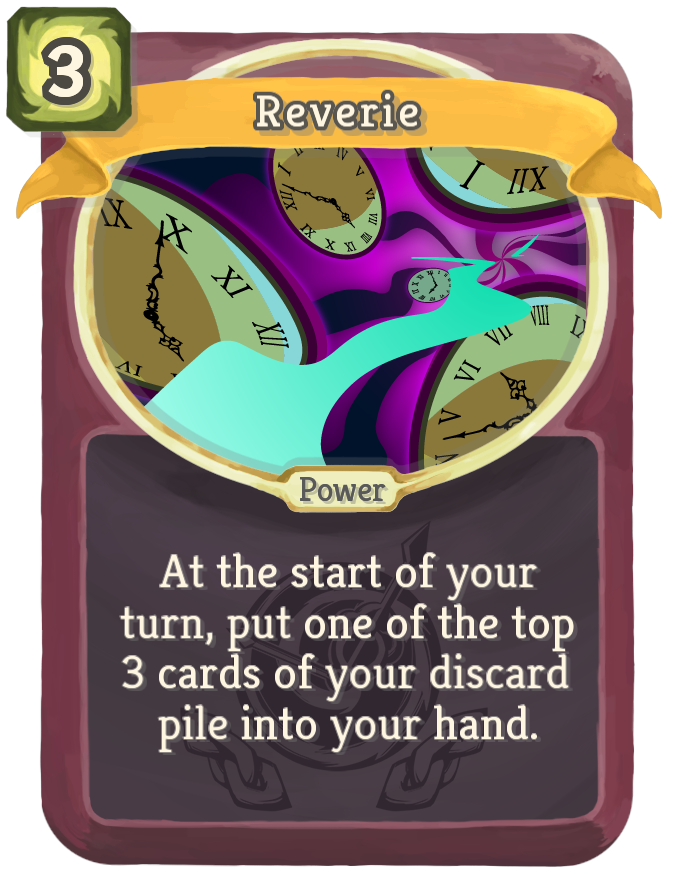 3
Reverie
Power
At the start of your
turn, put one of the top
3 cards of your discard
pile into your hand.